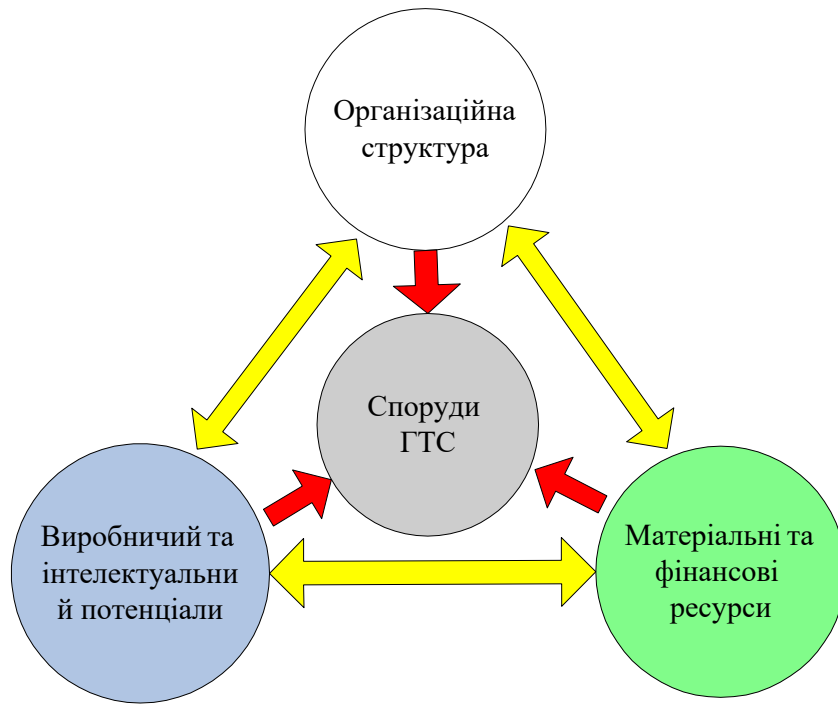 Організаційна
структура
Споруди
ГТС
Виробничий та
інтелектуальни
й потенціали
Матеріальні та
фінансові
ресурси